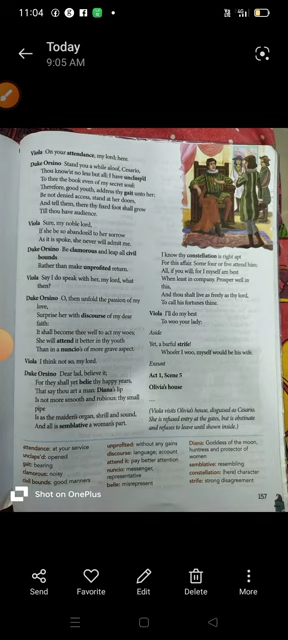 11:04
Today
9:05 AM
Viola On your attendance, my lord; here.
Duke Orsino Stand you a while aloof, Cesario,
Thou know'st no less but all; I have unclasp'd
To thee the book even of my secret soul:
Therefore, good youth, address thy gait unto her;
Be not denied access, stand at her doors,
And tell them, there thy fixed foot shall grow
Till thou have audience.
Viola Sure, my noble lord,
If she be so abandon'd to her sorrow
As it is spoke, she never will admit me.
Duke Orsino Be clamorous and leap all civil
bounds
Rather than make unprofited return.
Viola Say I do speak with her, my lord, what
then?
Duke Orsino O, then unfold the passion of my
love,
Surprise her with discourse of my dear
faith:
It shall become thee well to act my woes;
She will attend it better in thy youth
Than in a nuncio's of more grave aspect.
Viola I think not so, my lord.
Duke Orsino Dear lad, believe it;
For they shall yet belie thy happy years,
That say thou art a man: Diana's lip
Is not more smooth and rubious; thy small
pipe
Is as the maiden's organ, shrill and sound,
And all is semblative a woman's part.
I know thy constellation is right apt
For this affair. Some four or five attend him;
All, if you will; for I myself am best
When least in company. Prosper well in
this,
And thou shalt live as freely as thy lord,
To call his fortunes thine.
Viola I'll do my best
To woo your lady:
Aside
Yet, a barful strife!
Whoe'er I woo, myself would be his wife.
Exeunt
Act 1, Scene 5
Olivia's house
(Viola visits Olivia's house, disguised as Cesario.
She is refused entry at the gates, but is obstinate
and refuses to leave until shown inside.)
attendance: at your service
unclasp'd: opened
gait: bearing
clamorous: noisy
civil bounds: good manners
unprofited: without any gains
discourse: language; account
attend it: pay better attention
nuncio: messenger,
representative
belie: misrepresent
Diana: Goddess of the moon,
huntress and protector of
women
semblative: resembling
constellation: (here) character
strife: strong disagreement
157
Shot on OnePlus
Send
Favorite
Edit
Delete
More